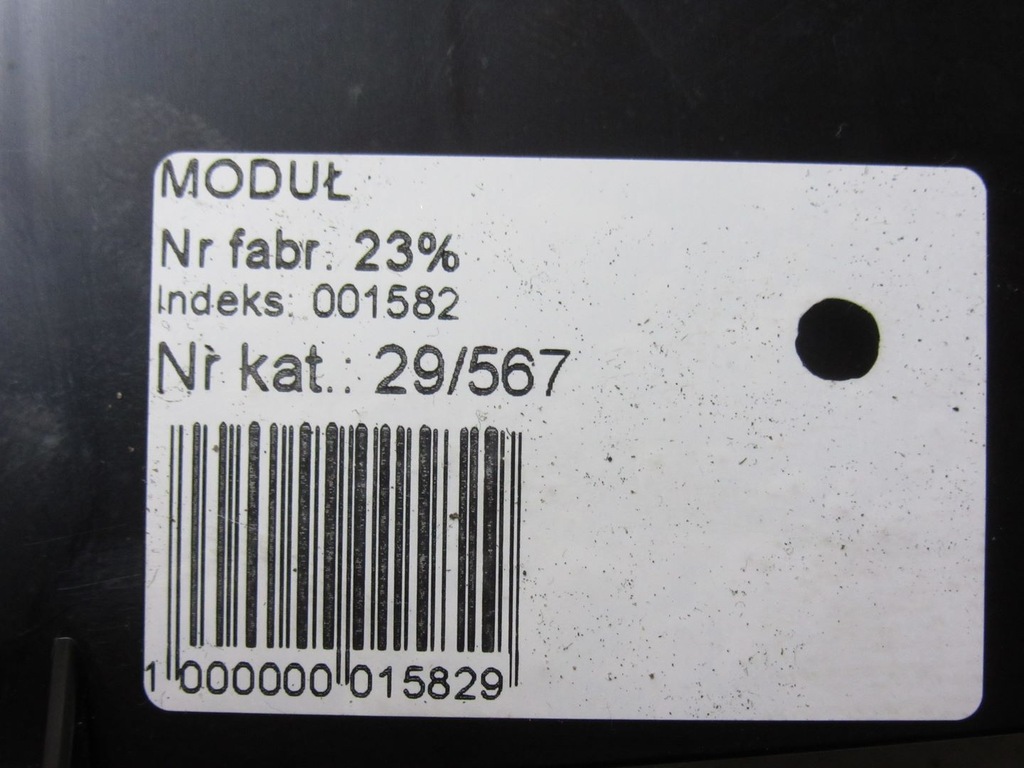 MODUŁ
Nr fabr. 23%
Indeks: 001582
Nr kat.: 29/567
1 000000 015829